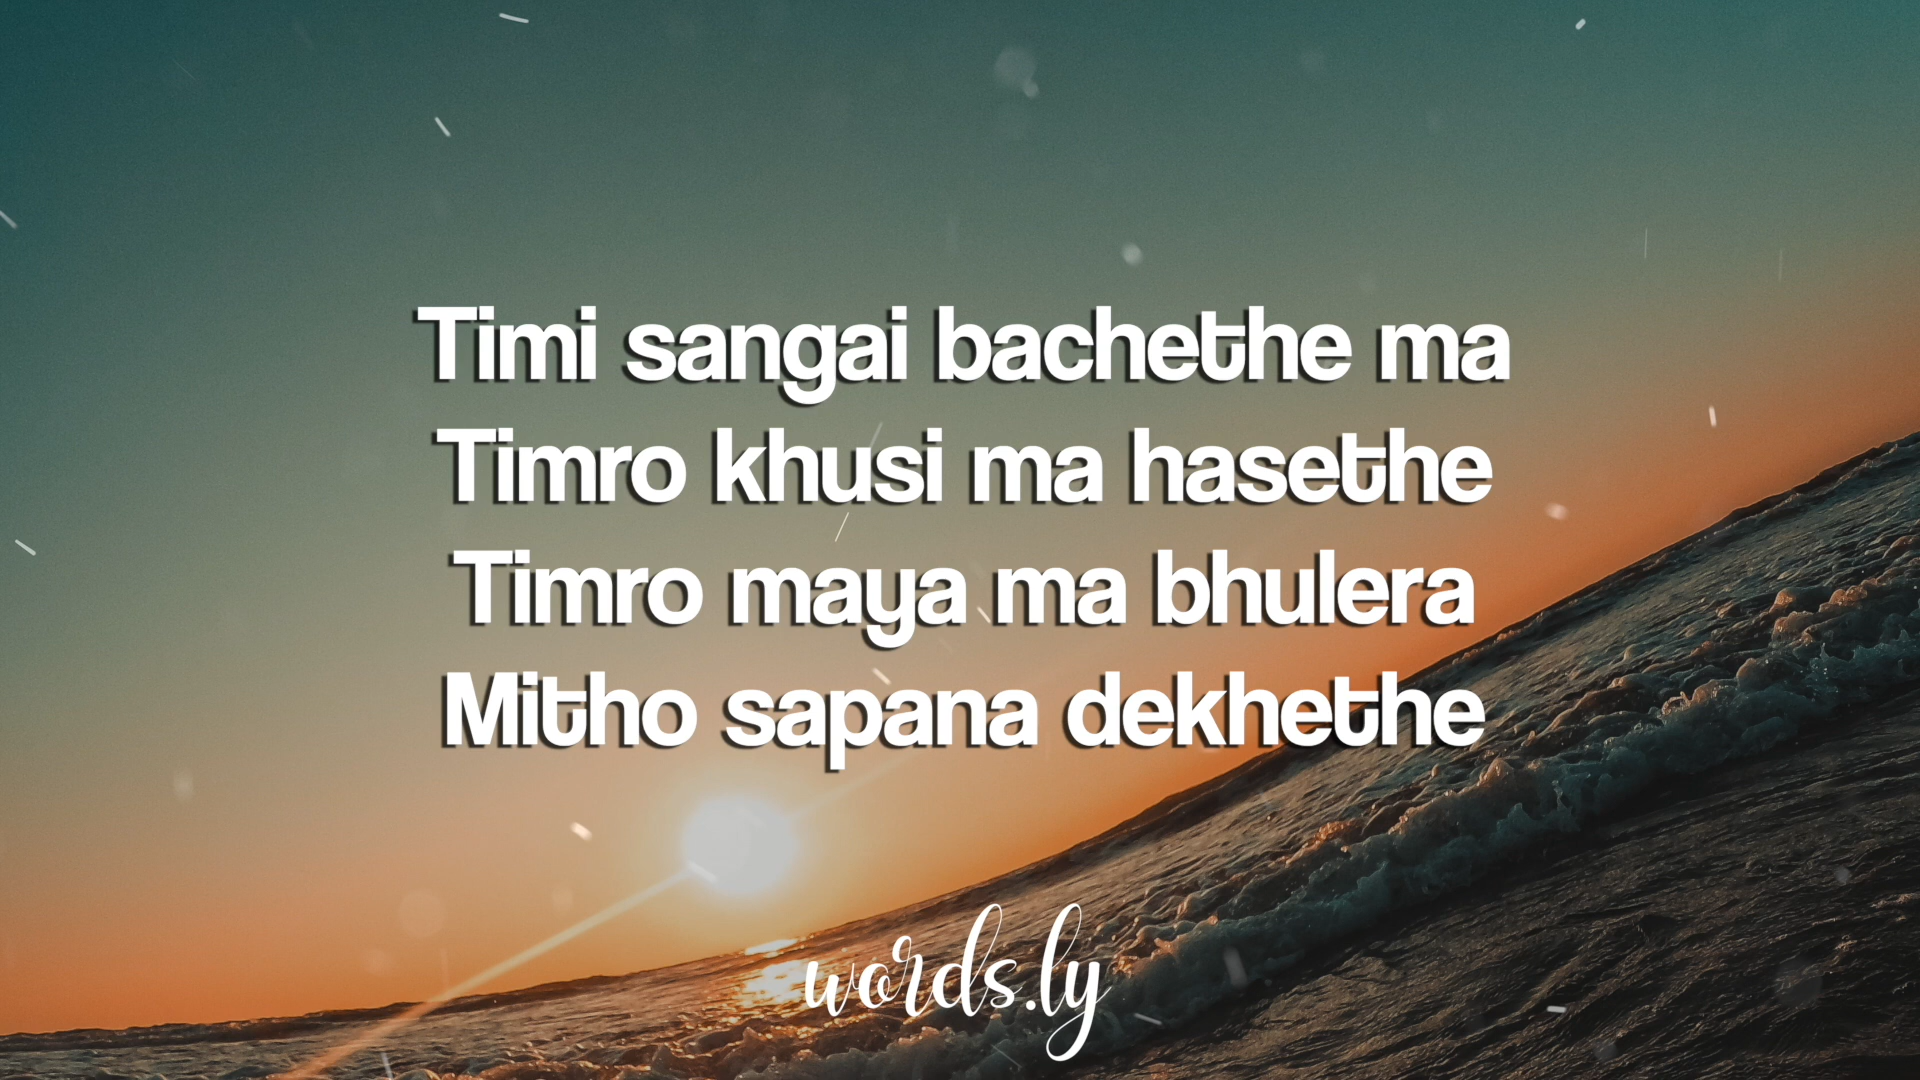 Timi sangai bachethe ma
Timro khusi ma hasethe
Timro maya ma bhulera
Mitho sapana dekhethe
words.ly